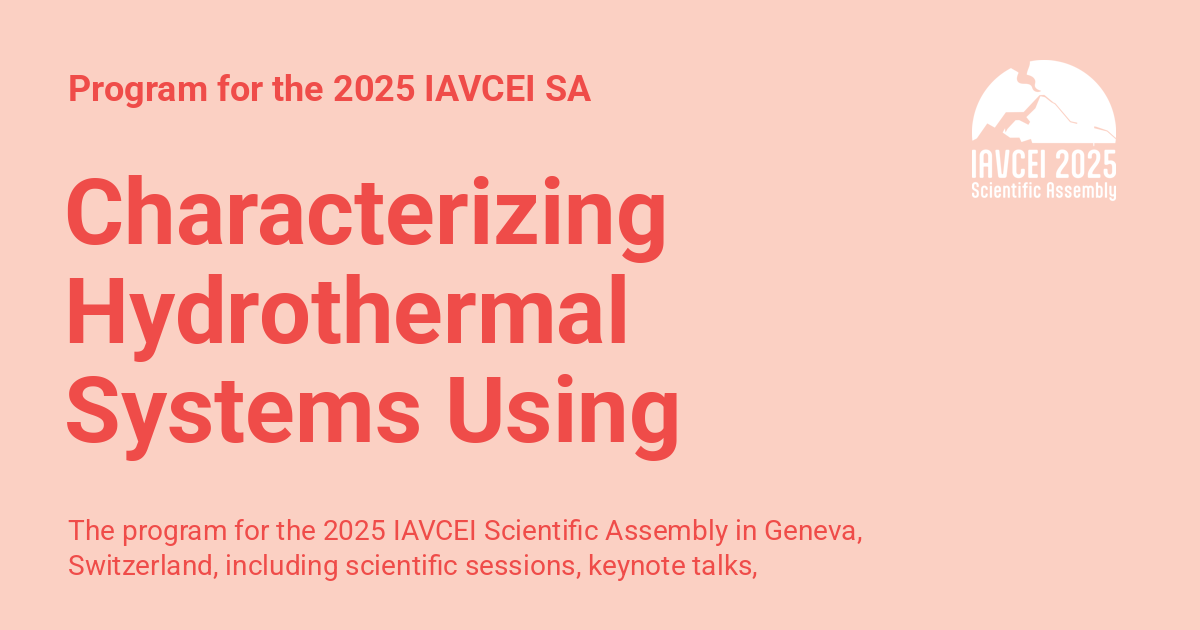 Program for the 2025 IAVCEI SA
IAVCEI 2025
Scientific Assembly
Characterizing
Hydrothermal
Systems Using
The program for the 2025 IAVCEI Scientific Assembly in Geneva,
Switzerland, including scientific sessions, keynote talks,